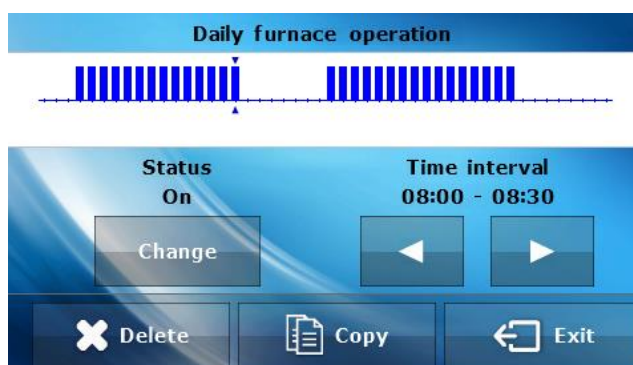 Daily furnace operation
Status
On
Time interval
08:00 - 08:30
Change
Delete
Copy
Exit